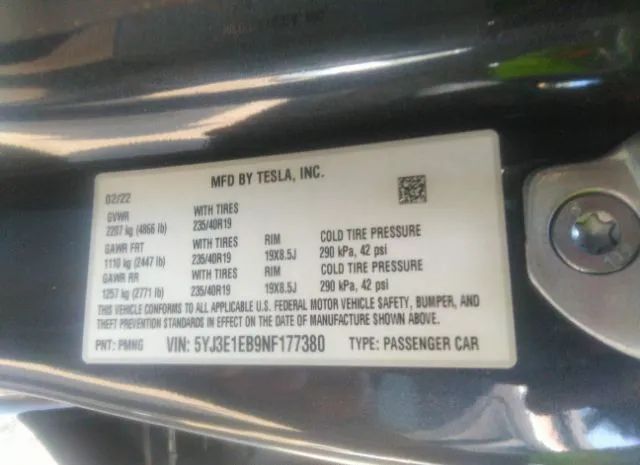 MFD BY TESLA, INC.
02/22
GVWR WITH TIRES
2207 kg (4866 lb) 235/40R19
GAWR FRT WITH TIRES RIM COLD TIRE PRESSURE
1110 kg (2447 lb) 235/40R19 19X8.5J 290 kPa, 42 psi
GAWR RR WITH TIRES RIM COLD TIRE PRESSURE
1257 kg (2771 lb) 235/40R19 19X8.5J 290 kPa, 42 psi
THIS VEHICLE CONFORMS TO ALL APPLICABLE U.S. FEDERAL MOTOR VEHICLE SAFETY, BUMPER, AND
THEFT PREVENTION STANDARDS IN EFFECT ON THE DATE OF MANUFACTURE SHOWN ABOVE.
PNT: PMNG VIN: 5YJ3E1EB9NF177380 TYPE: PASSENGER CAR